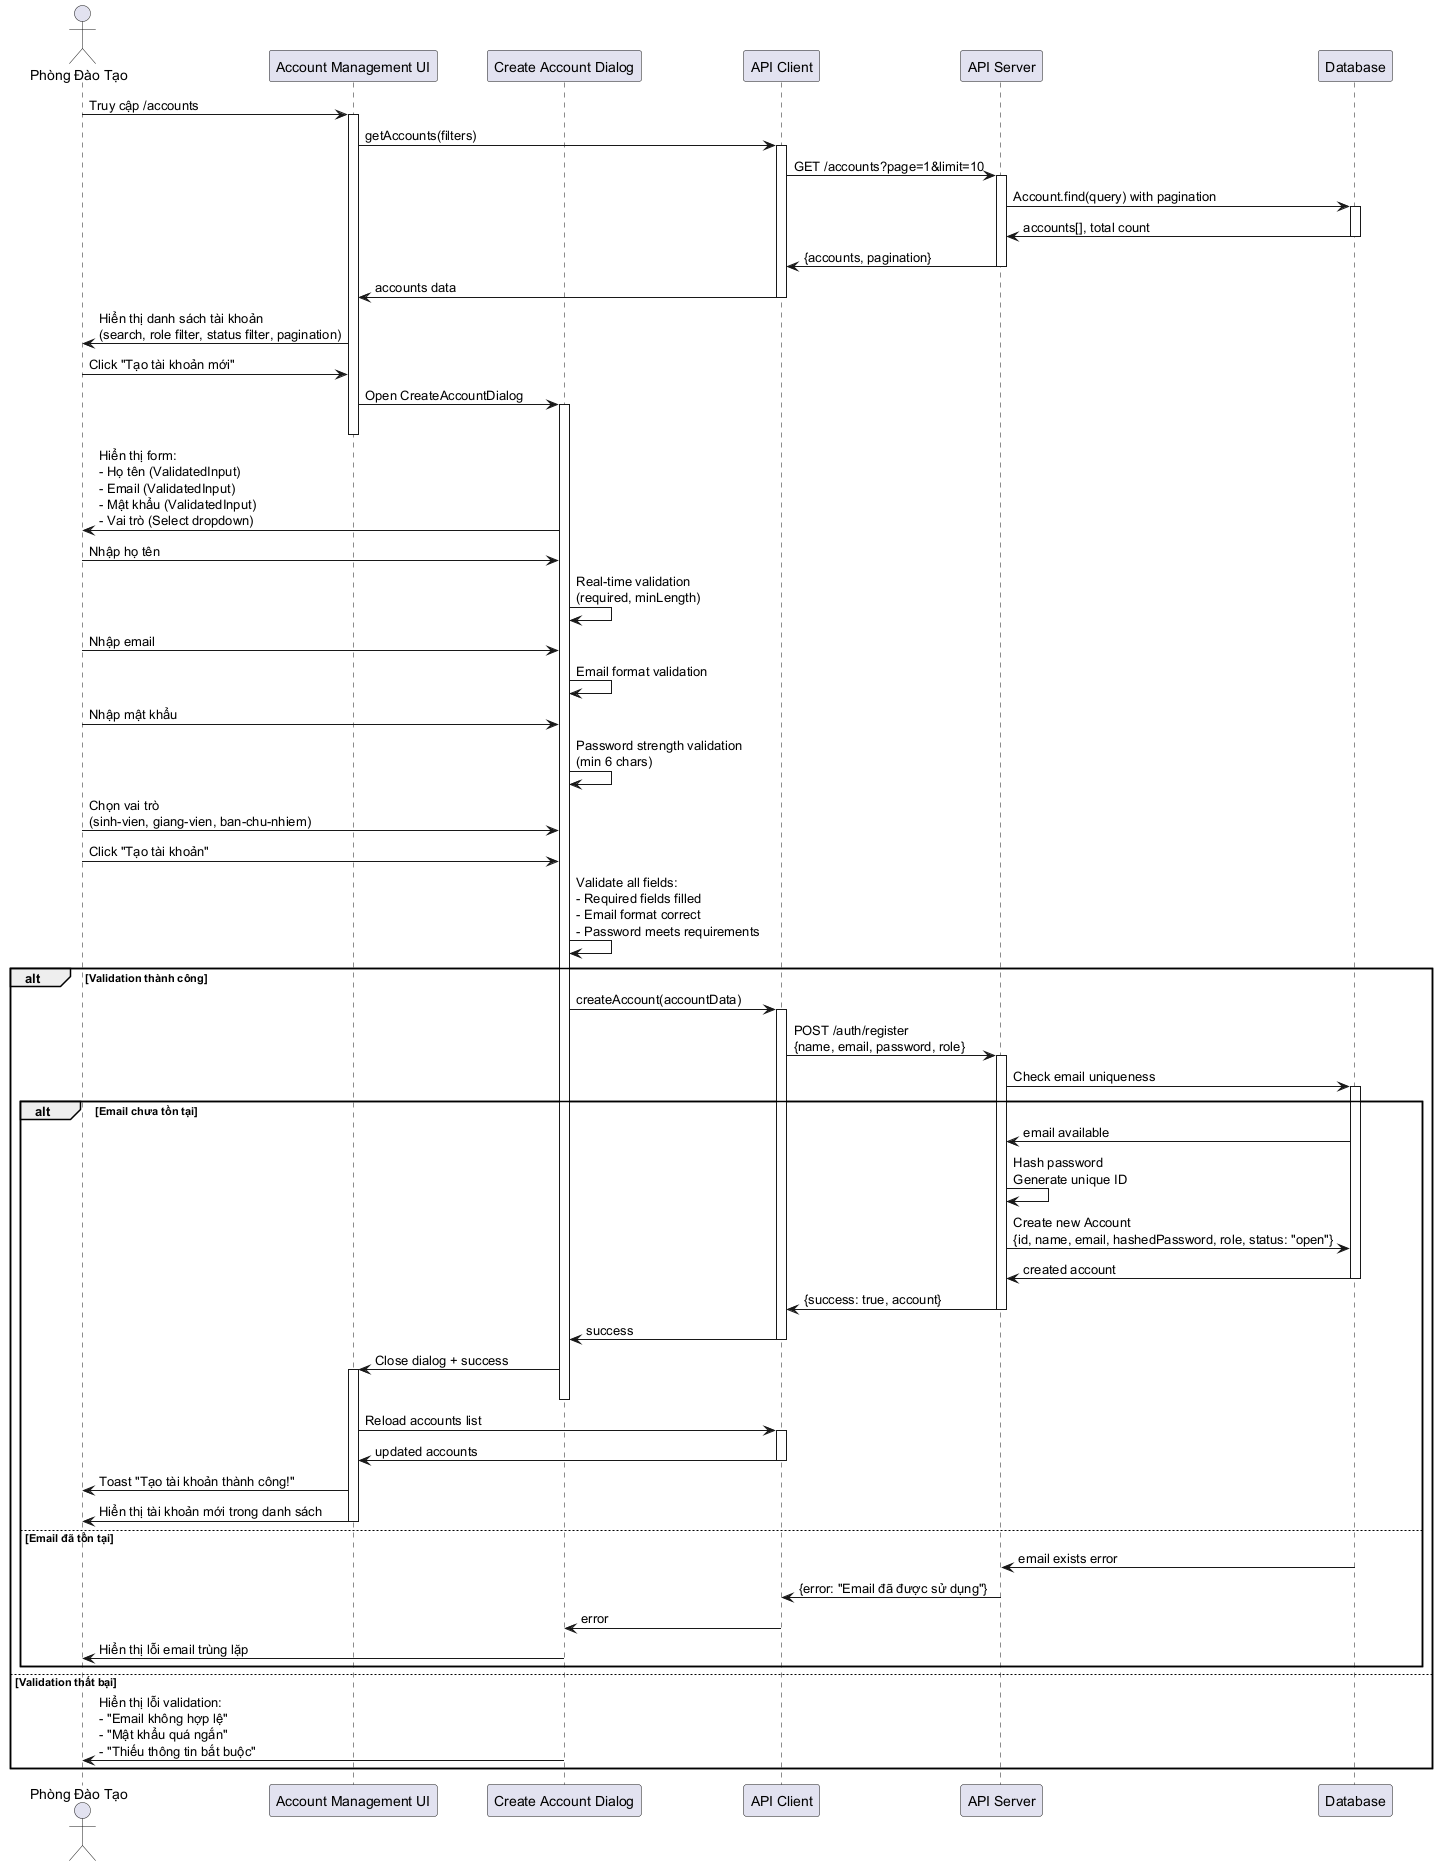 Phòng Đào Tạo
Account Management UI
Create Account Dialog
API Client
API Server
Database
Truy cập /accounts
getAccounts(filters)
GET /accounts?page=1&limit=10
Account.find(query) with pagination
accounts[], total count
{accounts, pagination}
accounts data
Hiển thị danh sách tài khoản
(search, role filter, status filter, pagination)
Click "Tạo tài khoản mới"
Open CreateAccountDialog
Hiển thị form:
- Họ tên (ValidatedInput)
- Email (ValidatedInput)
- Mật khẩu (ValidatedInput)
- Vai trò (Select dropdown)
Nhập họ tên
Real-time validation
(required, minLength)
Nhập email
Email format validation
Nhập mật khẩu
Password strength validation
(min 6 chars)
Chọn vai trò
(sinh-vien, giang-vien, ban-chu-nhiem)
Click "Tạo tài khoản"
Validate all fields:
- Required fields filled
- Email format correct
- Password meets requirements
alt
[Validation thành công]
createAccount(accountData)
POST /auth/register
{name, email, password, role}
Check email uniqueness
alt
[Email chưa tồn tại]
email available
Hash password
Generate unique ID
Create new Account
{id, name, email, hashedPassword, role, status: "open"}
created account
{success: true, account}
success
Close dialog + success
Reload accounts list
updated accounts
Toast "Tạo tài khoản thành công!"
Hiển thị tài khoản mới trong danh sách
[Email đã tồn tại]
email exists error
{error: "Email đã được sử dụng"}
error
Hiển thị lỗi email trùng lặp
[Validation thất bại]
Hiển thị lỗi validation:
- "Email không hợp lệ"
- "Mật khẩu quá ngắn"
- "Thiếu thông tin bắt buộc"
Phòng Đào Tạo
Account Management UI
Create Account Dialog
API Client
API Server
Database